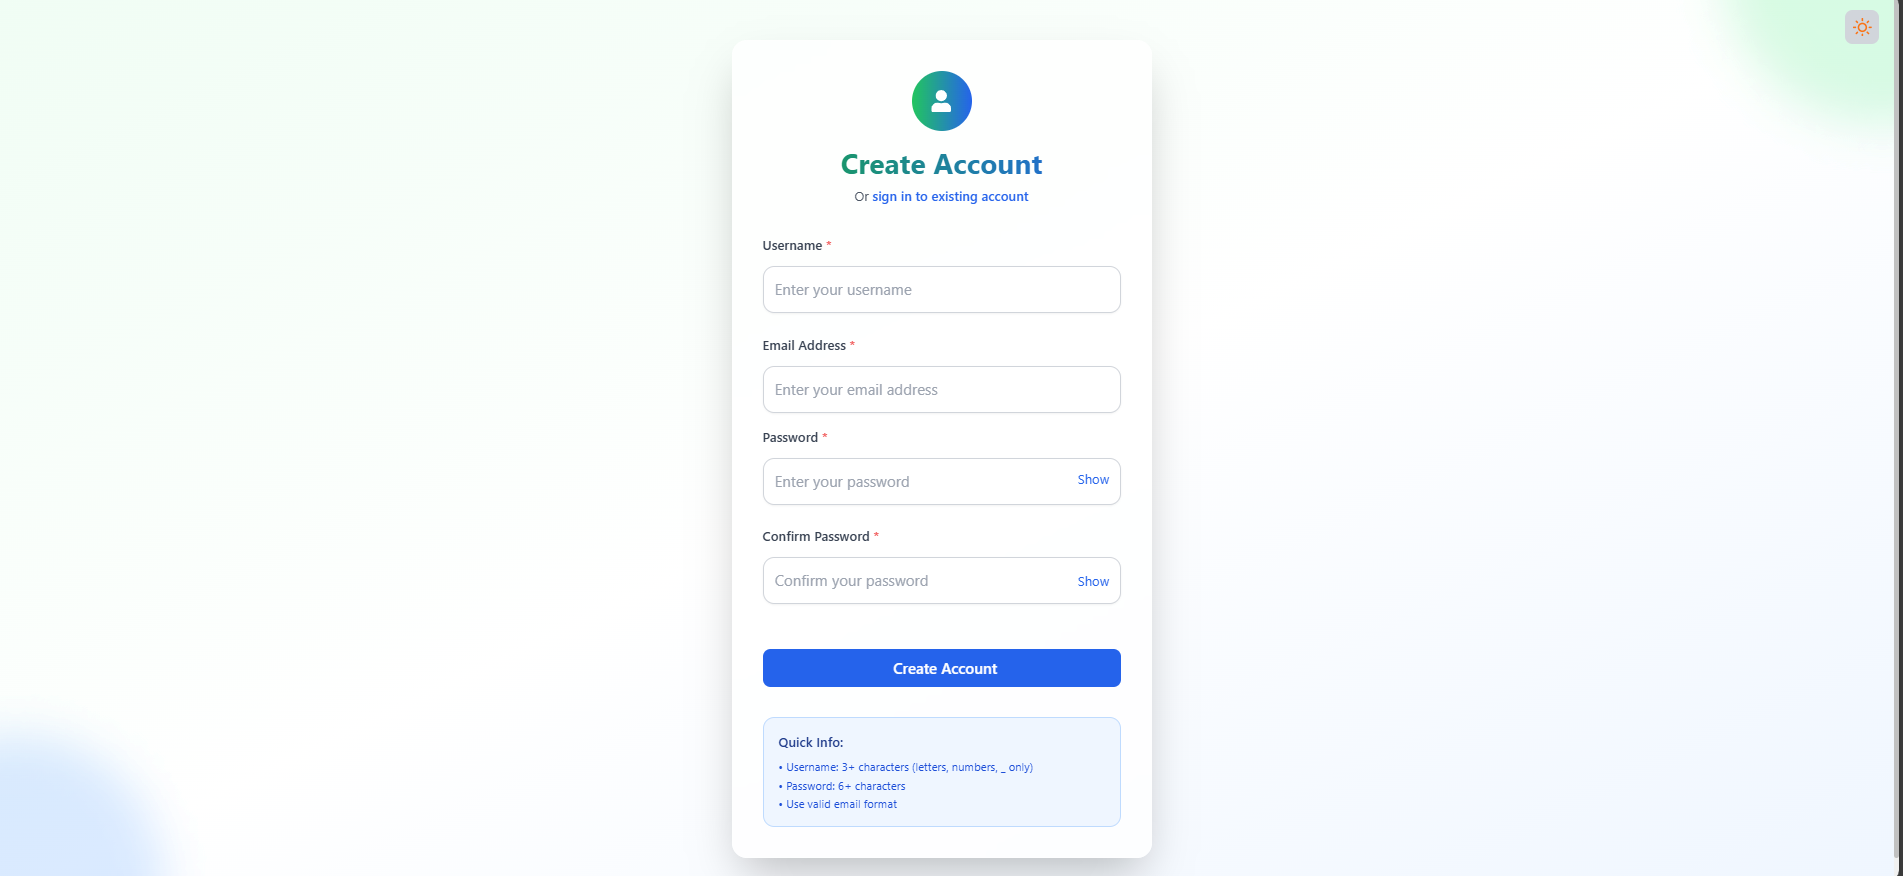 Create Account
Or sign in to existing account
Username *
Enter your username
Email Address *
Enter your email address
Password *
Enter your password Show
Confirm Password *
Confirm your password Show
Create Account
Quick Info:
• Username: 3+ characters (letters, numbers, _ only)
• Password: 6+ characters
• Use valid email format